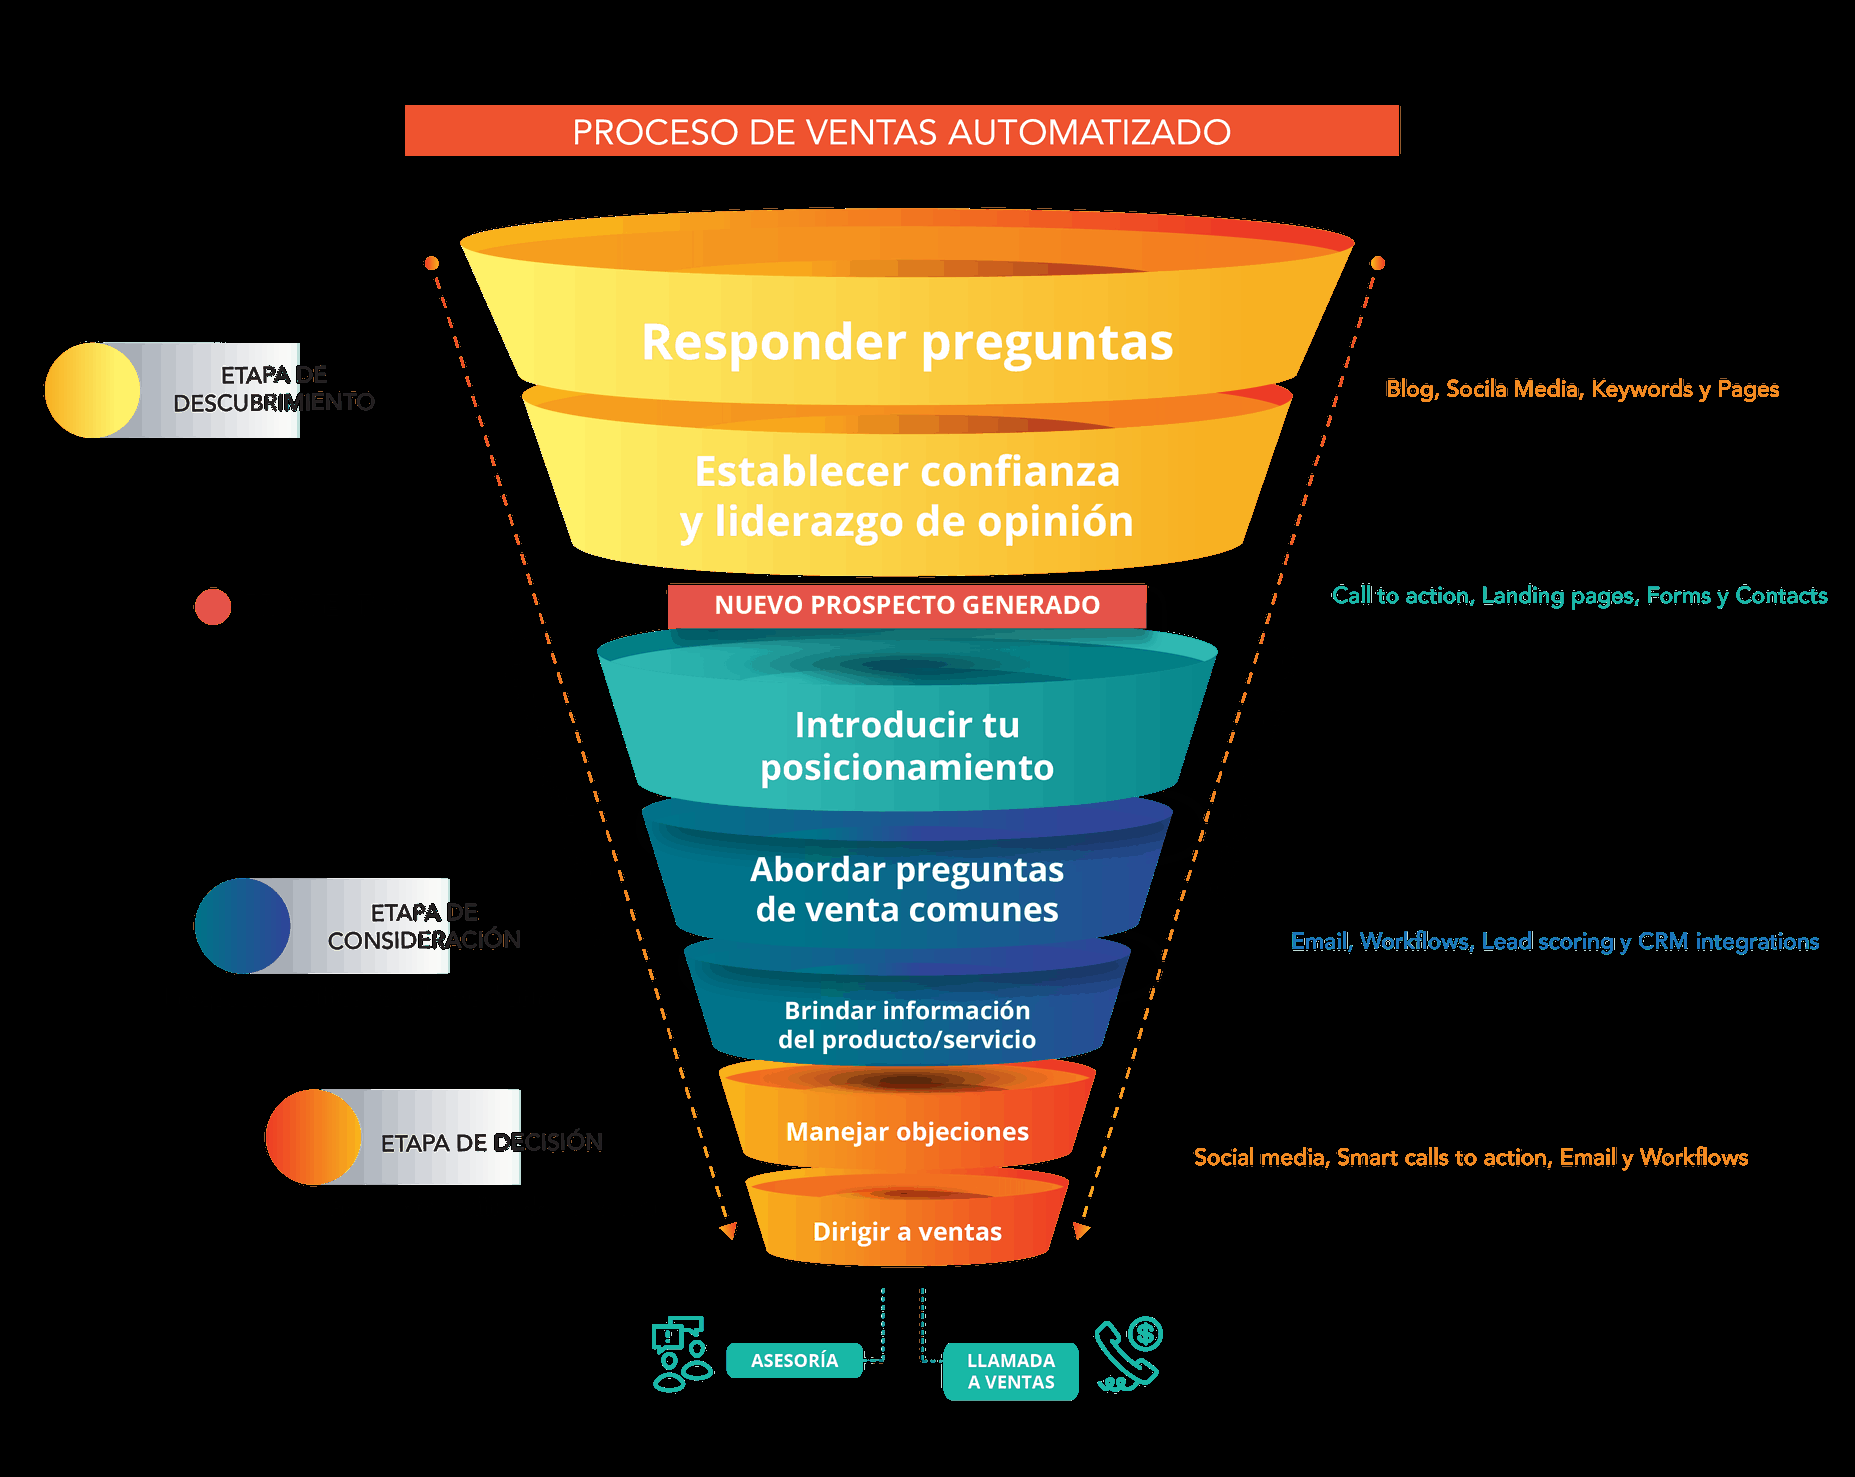 PROCESO DE VENTAS AUTOMATIZADO
Responder preguntas
ETAPA DE
DESCUBRIMIENTO
Blog, Socila Media, Keywords y Pages
Establecer confianza
y liderazgo de opinión
NUEVO PROSPECTO GENERADO
Call to action, Landing pages, Forms y Contacts
Introducir tu
posicionamiento
Abordar preguntas
de venta comunes
ETAPA DE
CONSIDERACIÓN
Email, Workflows, Lead scoring y CRM integrations
Brindar información
del producto/servicio
Manejar objeciones
ETAPA DE DECISIÓN
Social media, Smart calls to action, Email y Workflows
Dirigir a ventas
ASESORÍA
LLAMADA
A VENTAS